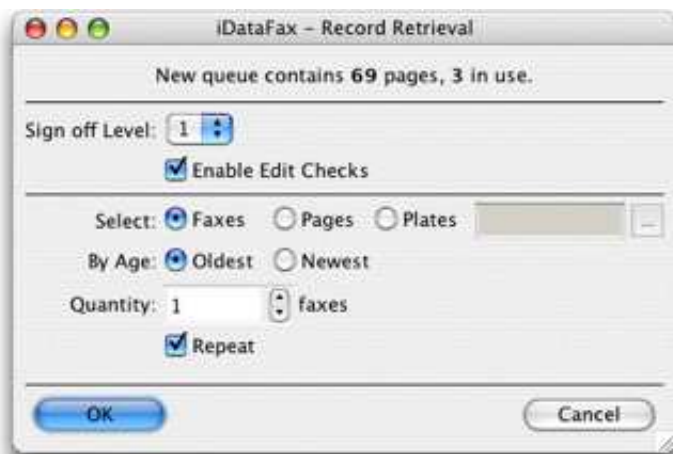 iDataFax – Record Retrieval
New queue contains 69 pages, 3 in use.
Sign off Level: 1
Enable Edit Checks
Select: Faxes Pages Plates ...
By Age: Oldest Newest
Quantity: 1 faxes
Repeat
OK Cancel